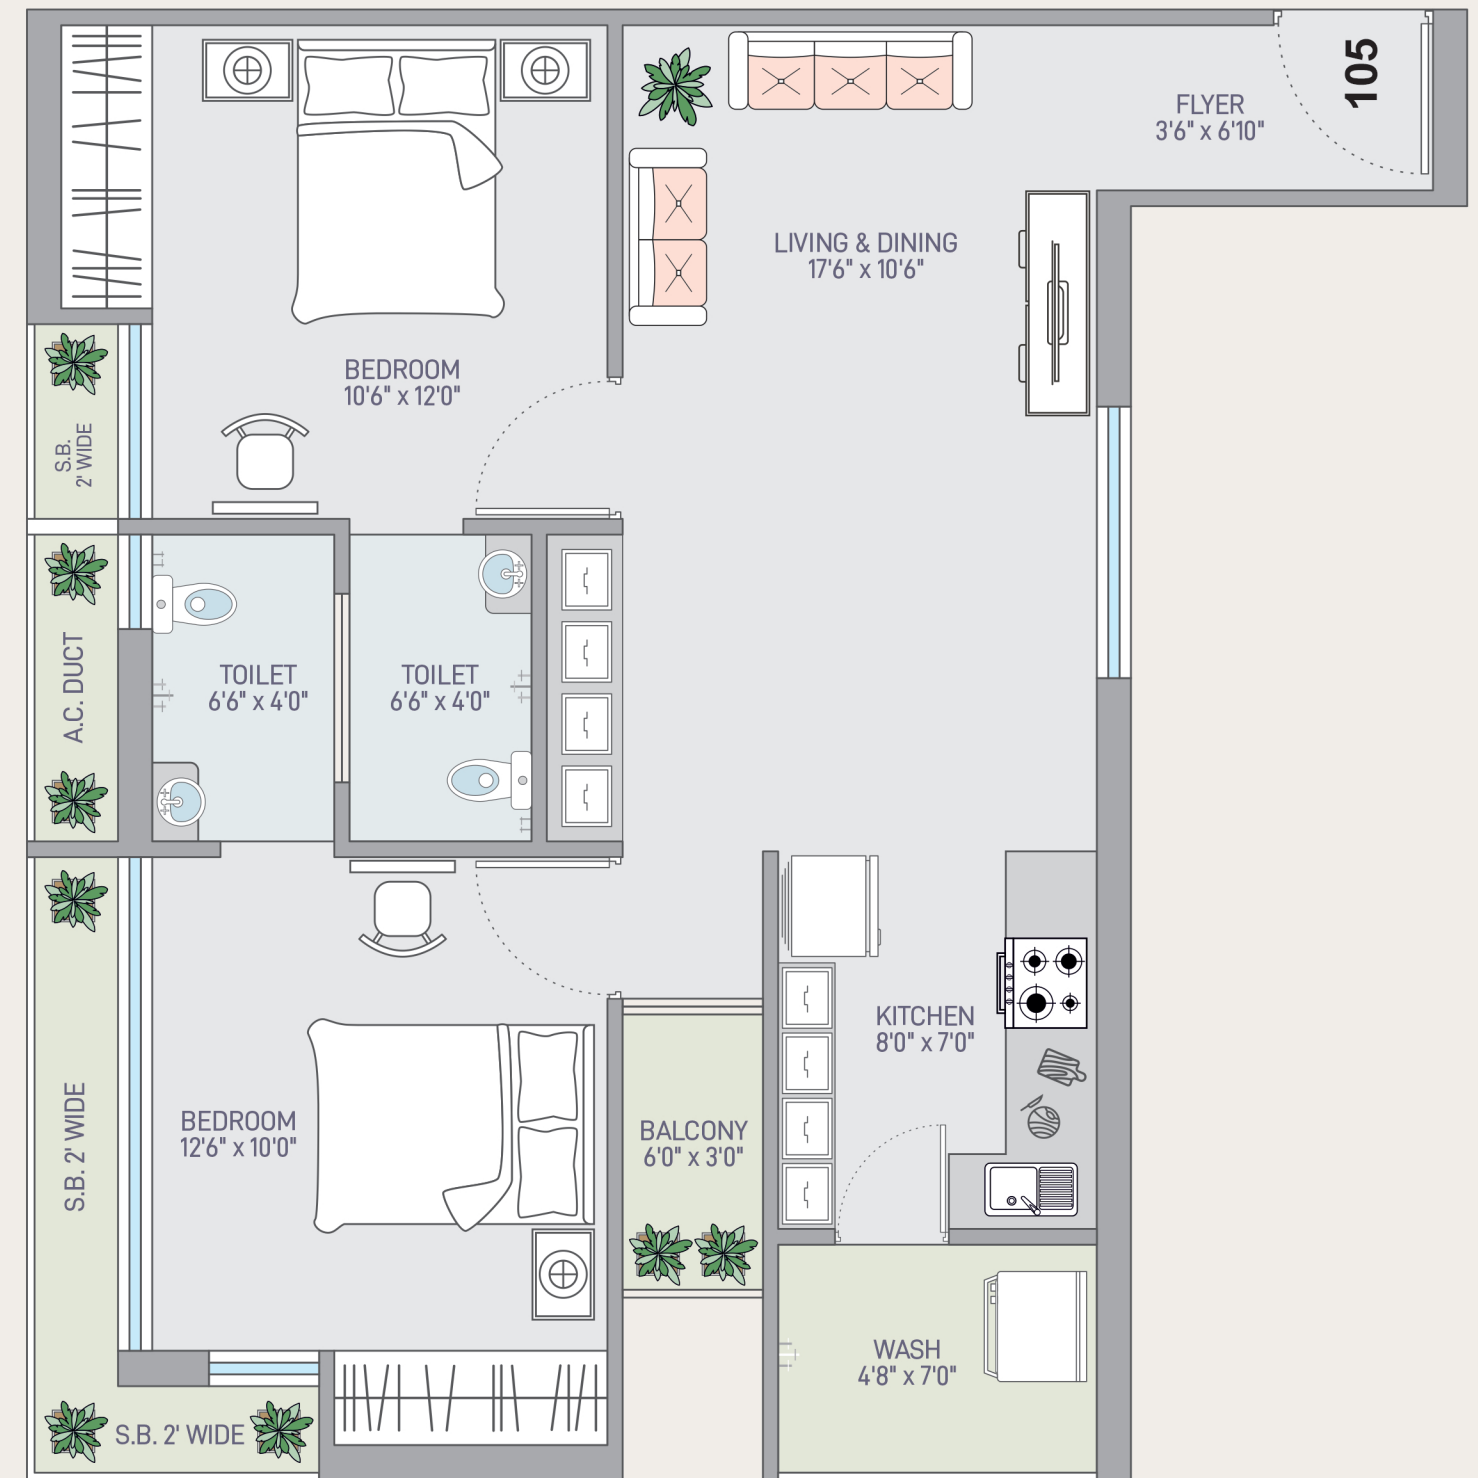 105
FLYER
3'6" x 6'10"
LIVING & DINING
17'6" x 10'6"
BEDROOM
10'6" x 12'0"
S.B.
2' WIDE
A.C. DUCT
TOILET
6'6" x 4'0"
TOILET
6'6" x 4'0"
KITCHEN
8'0" x 7'0"
BEDROOM
12'6" x 10'0"
S.B. 2' WIDE
BALCONY
6'0" x 3'0"
WASH
4'8" x 7'0"
S.B. 2' WIDE